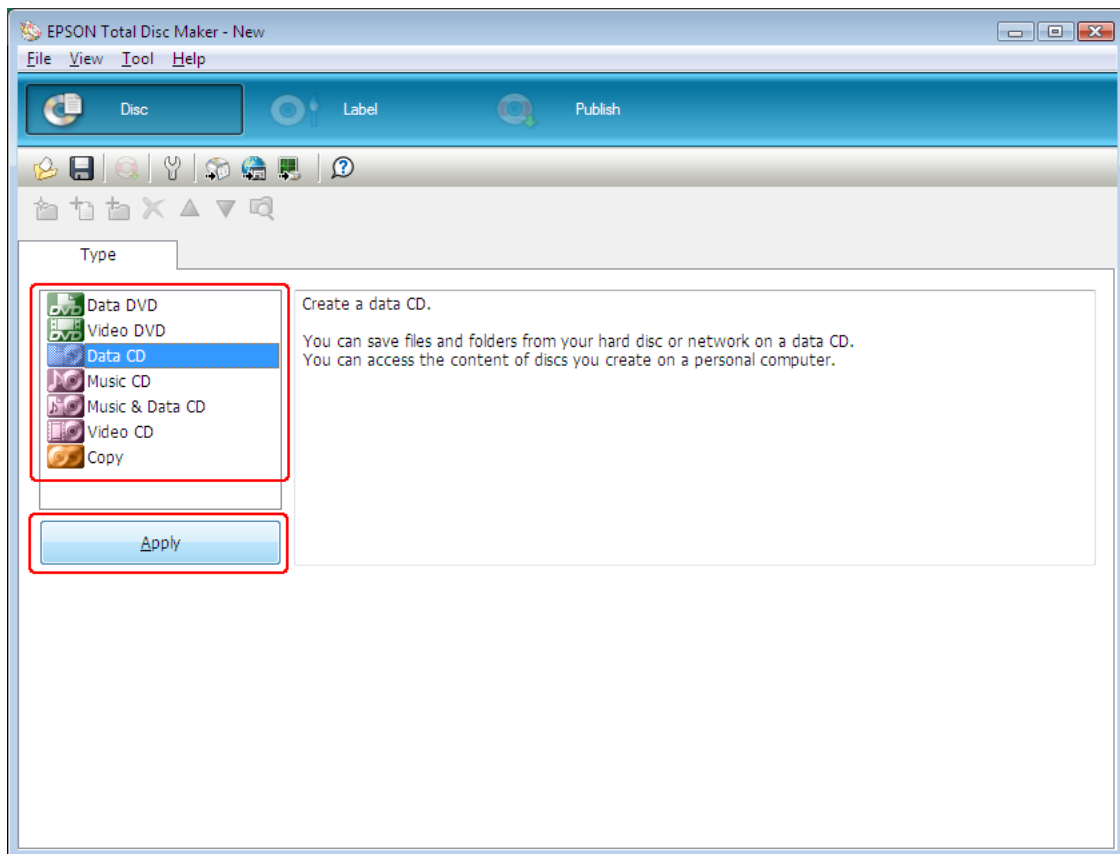 EPSON Total Disc Maker - New
File View Tool Help
Disc Label Publish
Type
Data DVD
Video DVD
Data CD
Music CD
Music & Data CD
Video CD
Copy
Apply
Create a data CD.
You can save files and folders from your hard disc or network on a data CD.
You can access the content of discs you create on a personal computer.